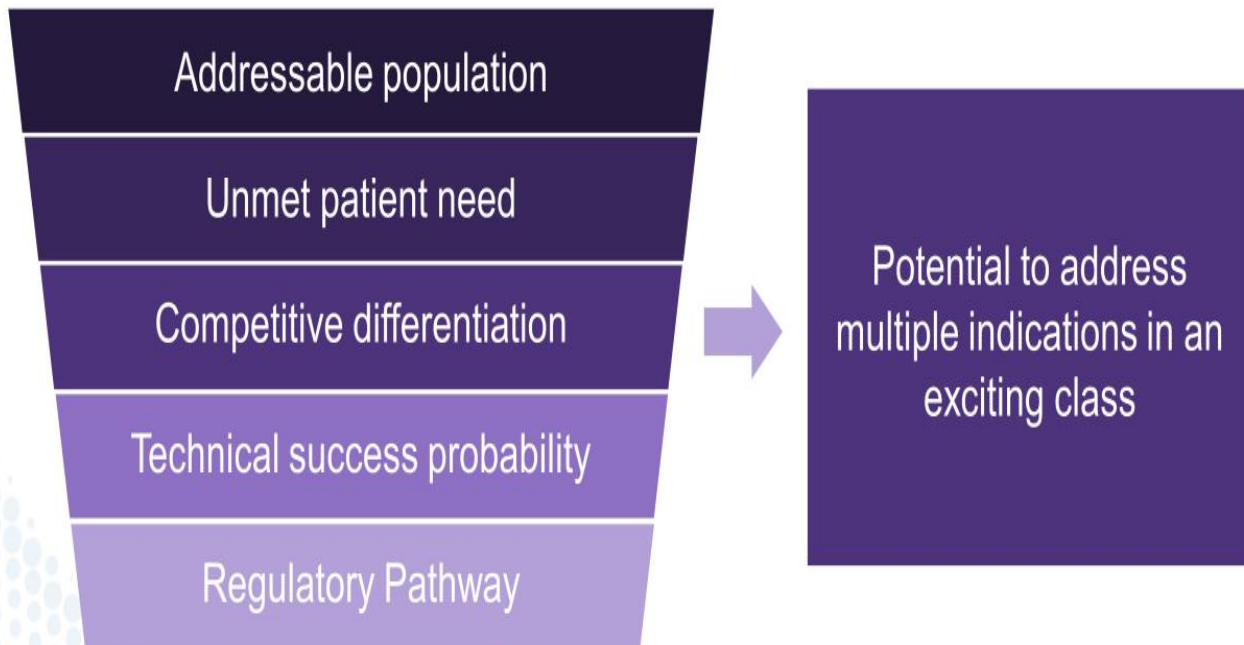 Addressable population
Unmet patient need
Competitive differentiation
Technical success probability
Regulatory Pathway
Potential to address
multiple indications in an
exciting class